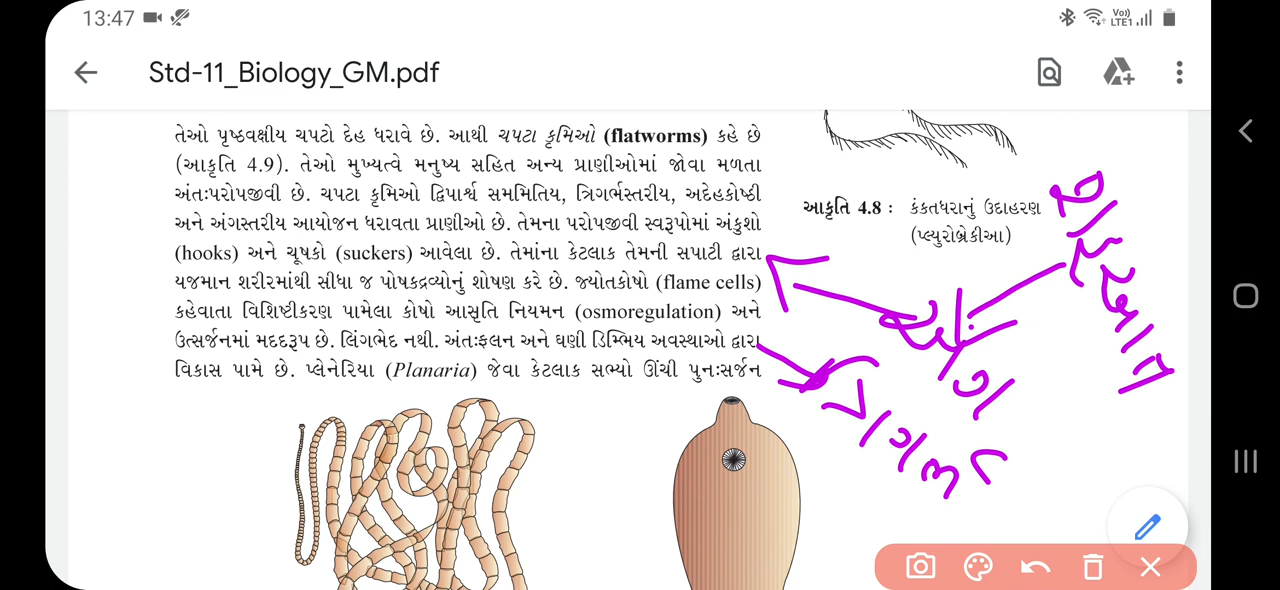 13:47
Vo)) LTE1
Std-11_Biology_GM.pdf
તેઓ પૃષ્ઠવક્ષીય ચપટો દેહ ધરાવે છે. આથી ચપટા કૃમિઓ (flatworms) કહે છે
(આકૃતિ 4.9). તેઓ મુખ્યત્વે મનુષ્ય સહિત અન્ય પ્રાણીઓમાં જોવા મળતા
અંતઃપરોપજીવી છે. ચપટા કૃમિઓ દ્વિપાર્શ્વ સમમિતિય, ત્રિગર્ભસ્તરીય, અદેહકોષ્ઠી
અને અંગસ્તરીય આયોજન ધરાવતા પ્રાણીઓ છે. તેમના પરોપજીવી સ્વરૂપોમાં અંકુશો
(hooks) અને ચૂષકો (suckers) આવેલા છે. તેમાંના કેટલાક તેમની સપાટી દ્વારા
યજમાન શરીરમાંથી સીધા જ પોષકદ્રવ્યોનું શોષણ કરે છે. જ્યોતકોષો (flame cells)
કહેવાતા વિશિષ્ટીકરણ પામેલા કોષો આસૃતિ નિયમન (osmoregulation) અને
ઉત્સર્જનમાં મદદરૂપ છે. લિંગભેદ નથી. અંતઃફલન અને ઘણી ડિમ્ભિય અવસ્થાઓ દ્વારા
વિકાસ પામે છે. પ્લેનેરિયા (Planaria) જેવા કેટલાક સભ્યો ઊંચી પુનઃસર્જન
આકૃતિ 4.8 : કંકતધરાનું ઉદાહરણ
(પ્લ્યુરોબ્રેકીઆ)